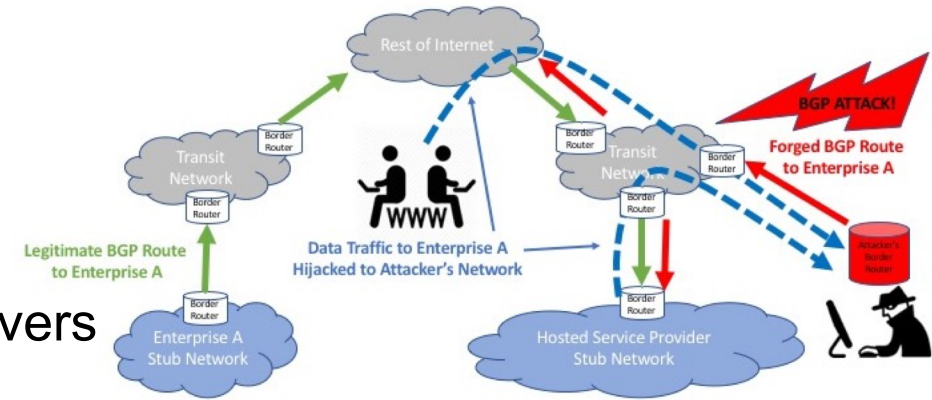 Rest of Internet
BGP ATTACK!
Border
Router
Border
Router
Transit
Network
Transit
Network
Border
Router
Forged BGP Route
to Enterprise A
Border
Router
Border
Router
WWW
Legitimate BGP Route
to Enterprise A
Data Traffic to Enterprise A
Hijacked to Attacker's Network
Attacker's
Border
Router
Border
Router
Border
Router
vers
Enterprise A
Stub Network
Hosted Service Provider
Stub Network